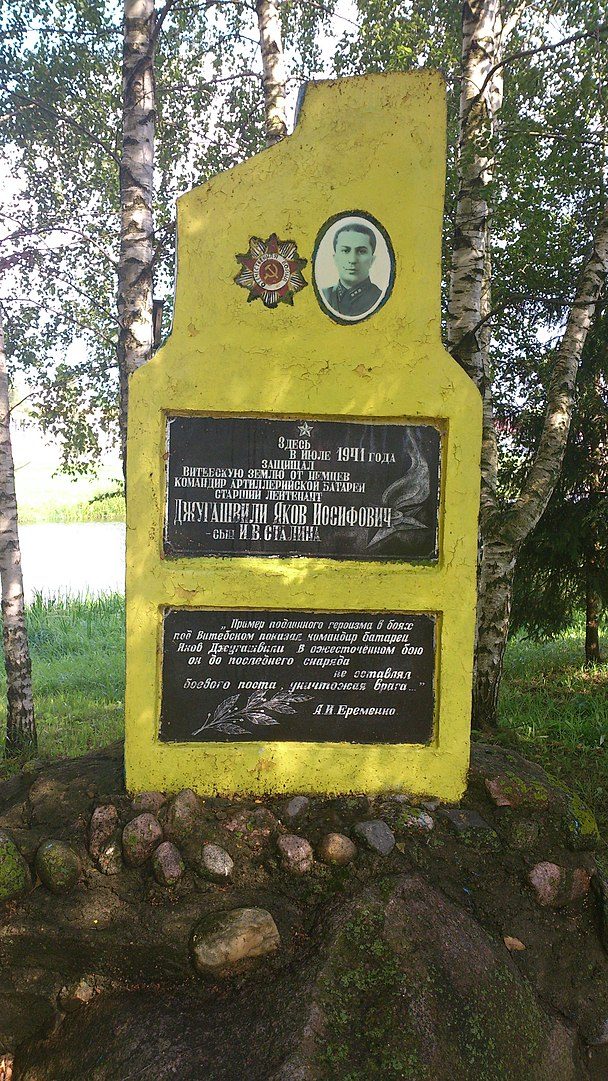 ОТЕЧЕСТВЕННАЯ ВОЙНА
Здесь
в июле 1941 года
защищал
Витебскую землю от немцев
командир артиллерийской батареи
старший лейтенант
Джугашвили Яков Иосифович
- сын И.В. Сталина
„Пример подлинного героизма в боях
под Витебском показал командир батареи
Яков Джугашвили. В ожесточенном бою
он до последнего снаряда
не оставлял
боевого поста, уничтожая врага..."
А.И. Еременко.